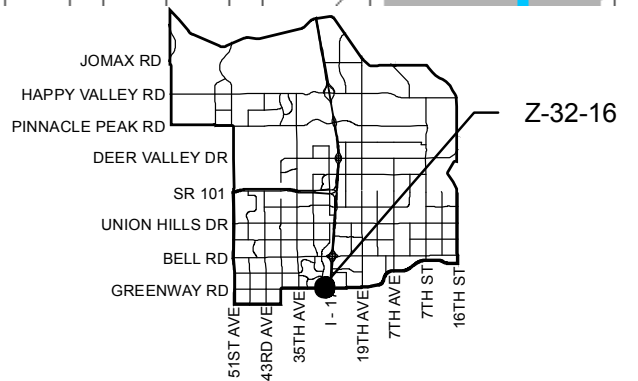 JOMAX RD
HAPPY VALLEY RD
PINNACLE PEAK RD
DEER VALLEY DR
SR 101
UNION HILLS DR
BELL RD
GREENWAY RD
Z-32-16
51ST AVE
43RD AVE
35TH AVE
I - 17
19TH AVE
7TH AVE
7TH ST
16TH ST